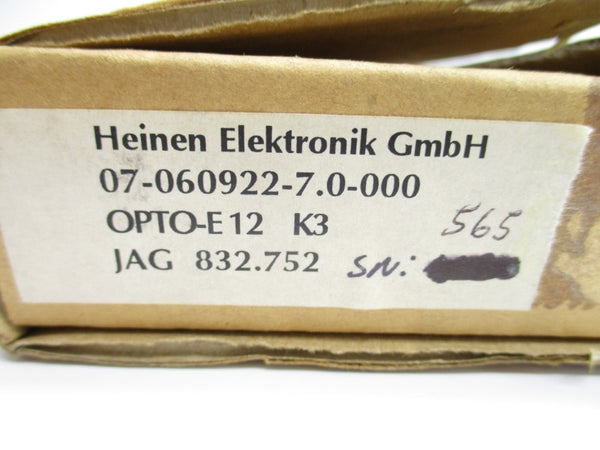 Heinen Elektronik GmbH
07-060922-7.0-000
OPTO-E12 K3 565
JAG 832.752 SN: